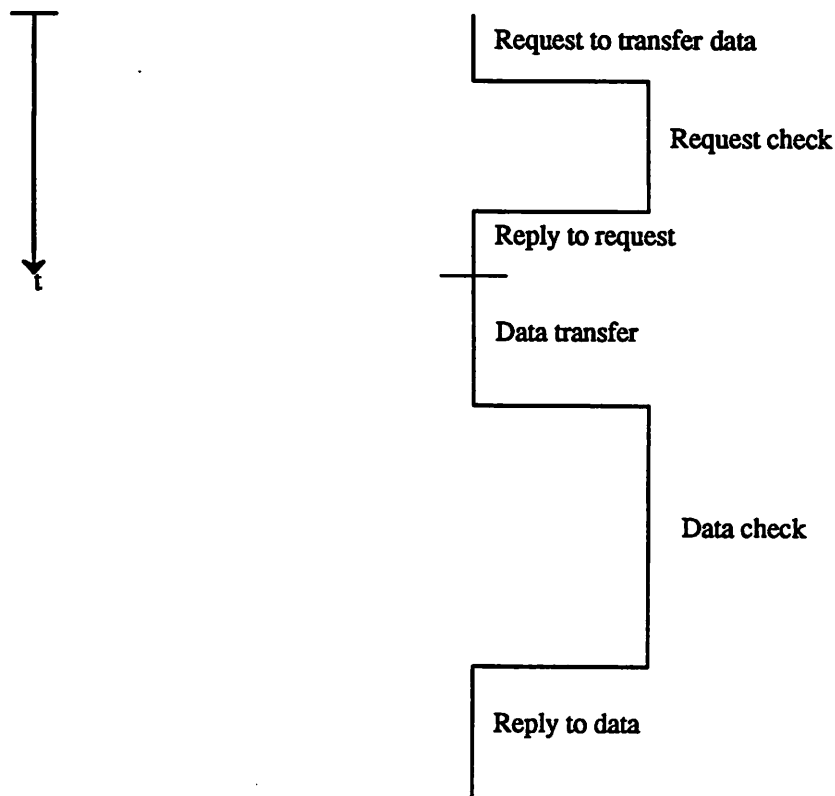 Request to transfer data
Request check
Reply to request
t
Data transfer
Data check
Reply to data